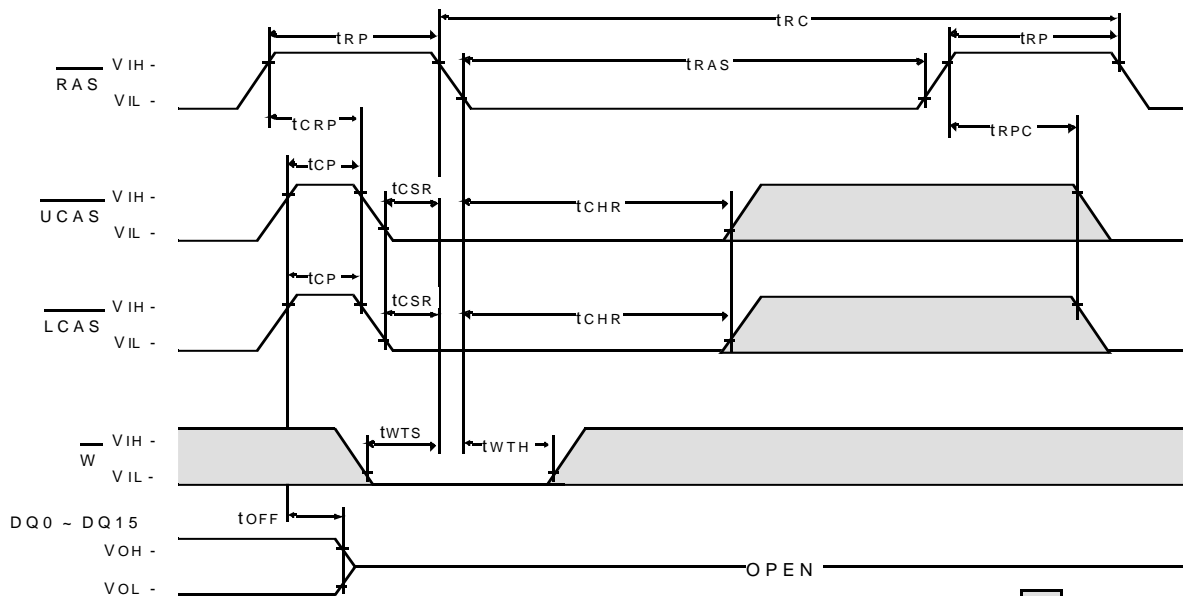 tRC
tRP
tRP
VIH -
RAS
tRAS
VIL -
tCRP
tRPC
tCP
VIH -
UCAS
tCSR
tCHR
VIL -
tCP
VIH -
LCAS
tCSR
tCHR
VIL -
tWTS
VIH -
W
tWTH
VIL -
DQ0 ~ DQ15
tOFF
VOH -
OPEN
VOL -